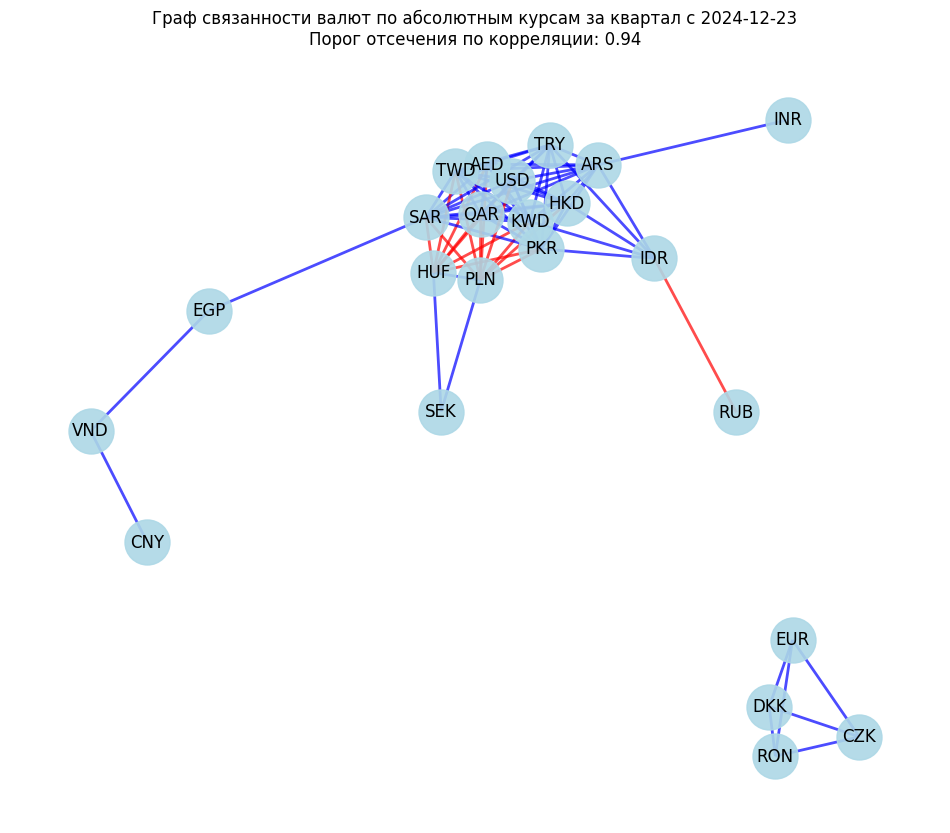 Граф связанности валют по абсолютным курсам за квартал с 2024-12-23
Порог отсечения по корреляции: 0.94
INR
TRY
AED
ARS
TWD
USD
HKD
SAR
QAR
KWD
PKR
IDR
HUF
PLN
EGP
SEK
RUB
VND
CNY
EUR
DKK
CZK
RON